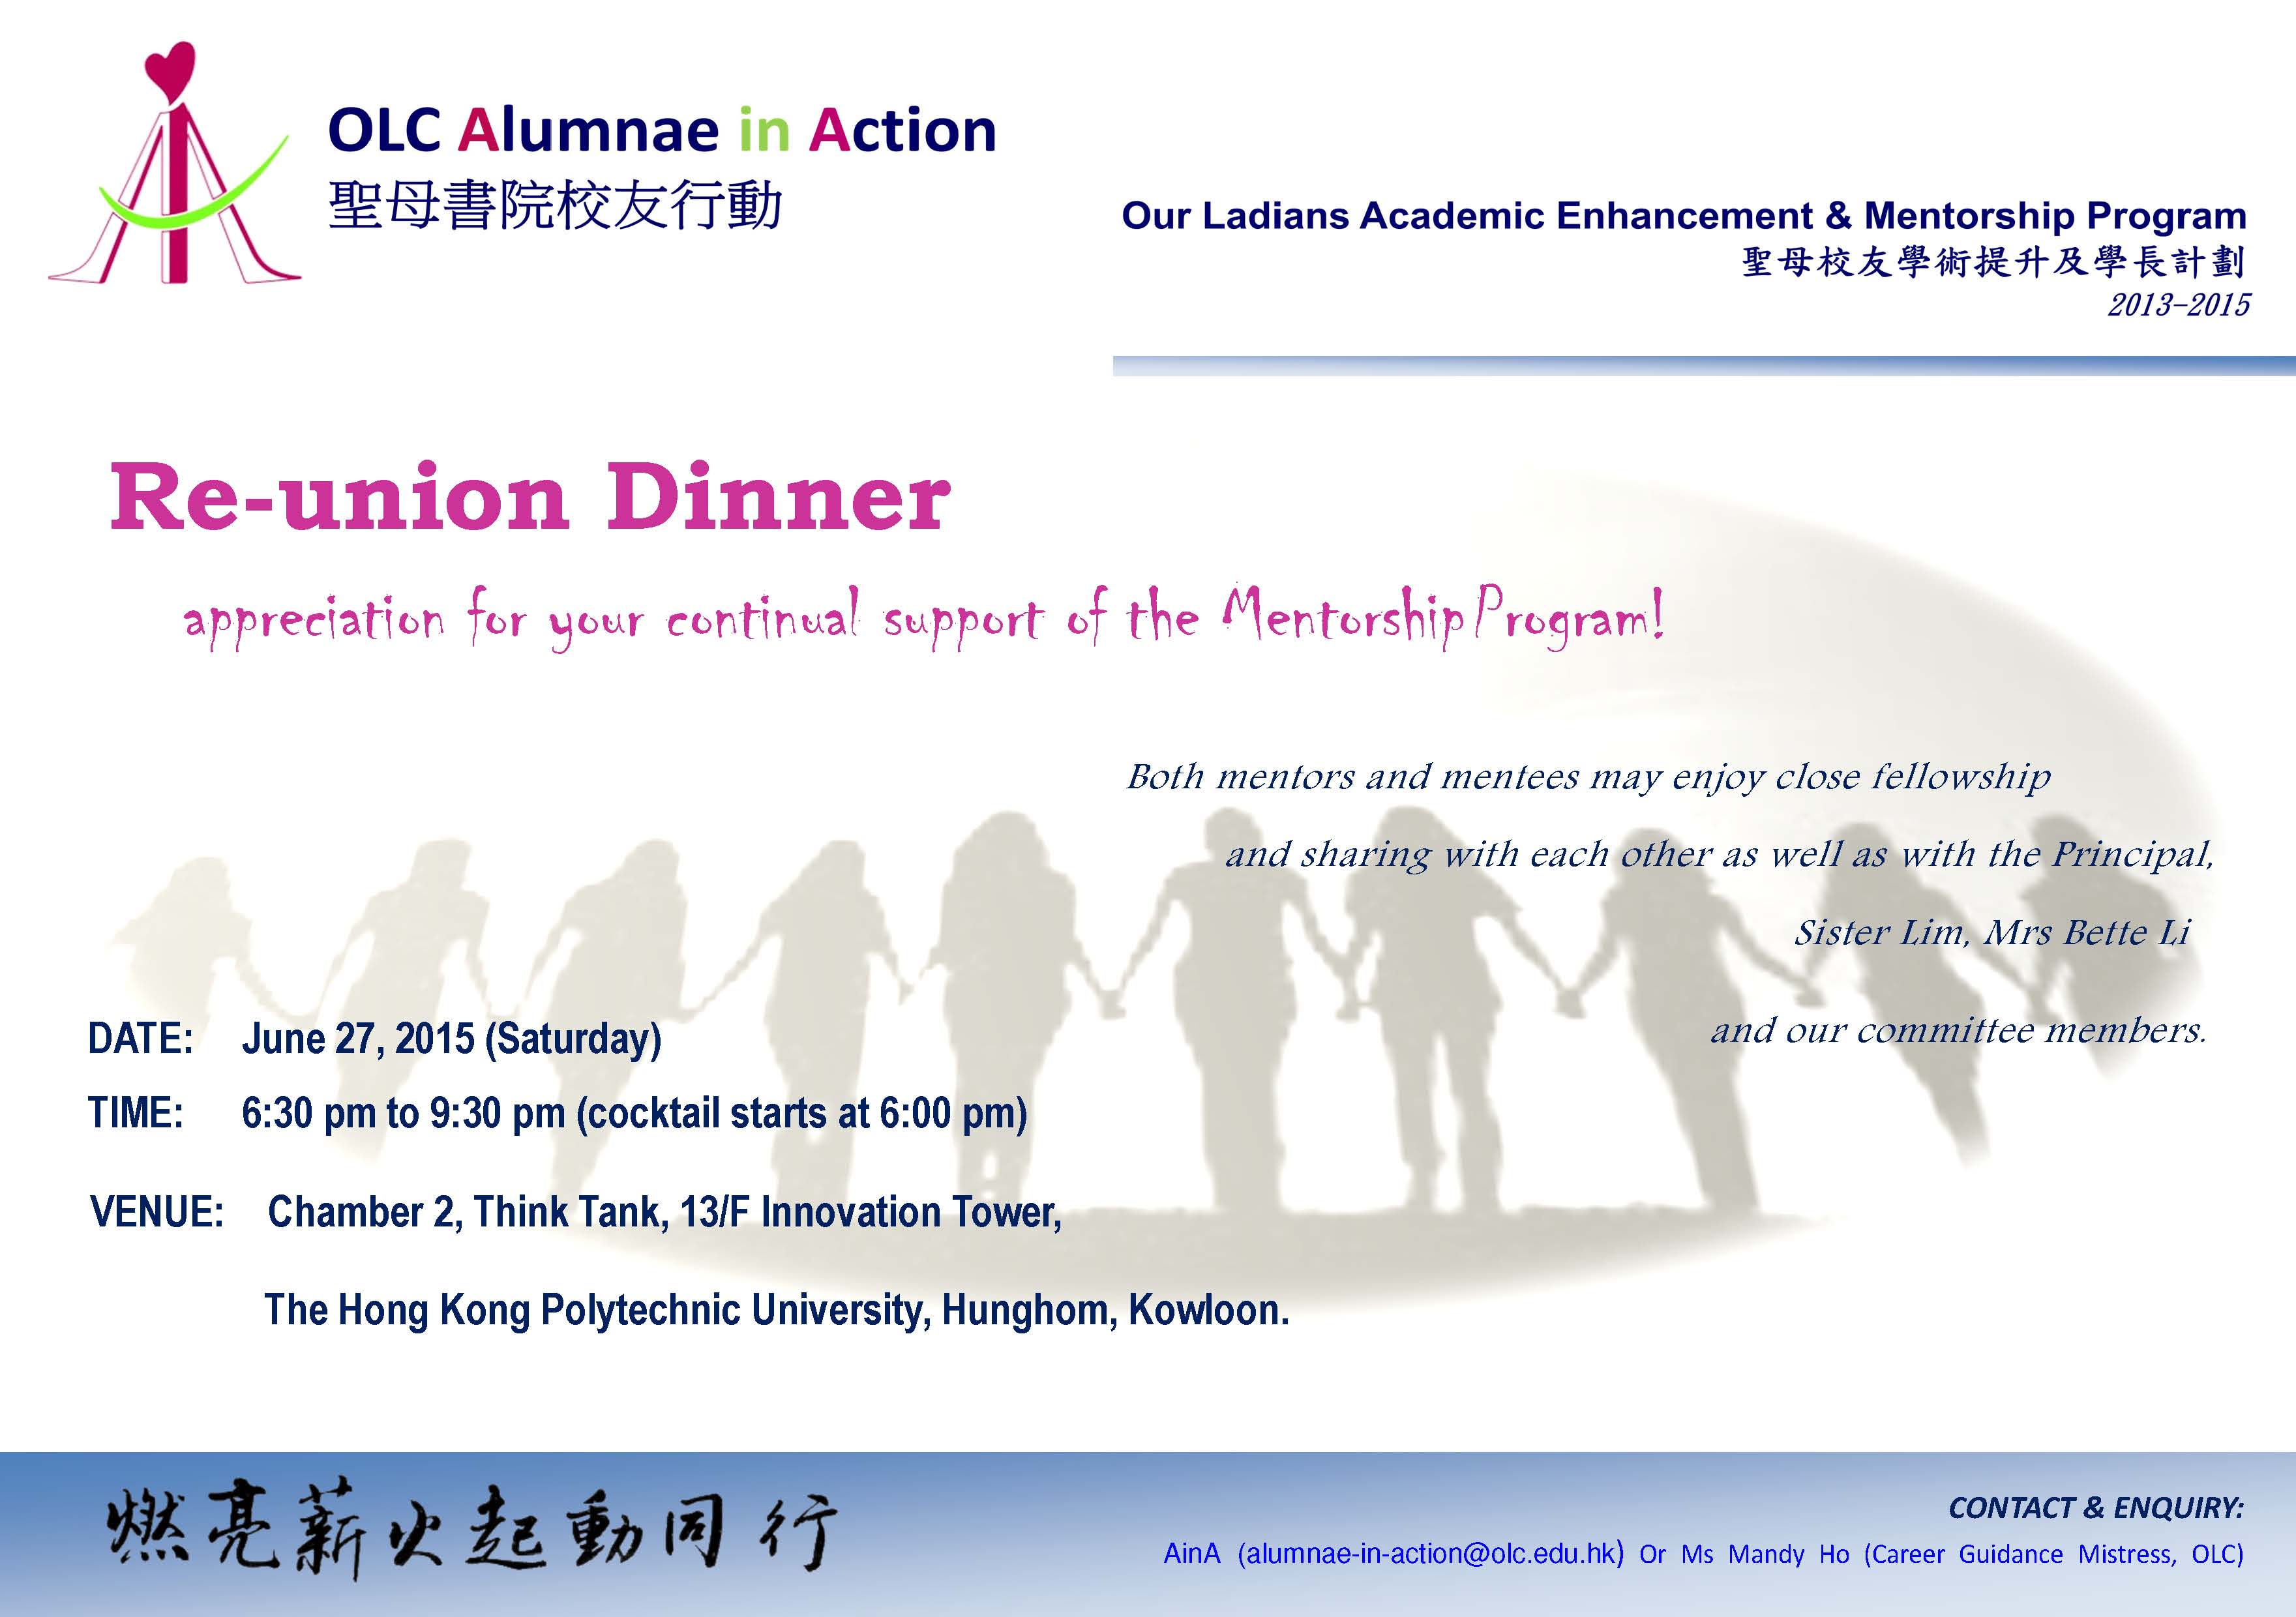 OLC Alumnae in Action
聖母書院校友行動
Our Ladians Academic Enhancement & Mentorship Program
聖母校友學術提升及學長計劃
2013-2015
Re-union Dinner
appreciation for your continual support of the Mentorship Program!
Both mentors and mentees may enjoy close fellowship
and sharing with each other as well as with the Principal,
Sister Lim, Mrs Bette Li
and our committee members.
DATE: June 27, 2015 (Saturday)
TIME: 6:30 pm to 9:30 pm (cocktail starts at 6:00 pm)
VENUE: Chamber 2, Think Tank, 13/F Innovation Tower,
The Hong Kong Polytechnic University, Hunghom, Kowloon.
燃亮薪火起動同行
CONTACT & ENQUIRY:
AinA (alumnae-in-action@olc.edu.hk) Or Ms Mandy Ho (Career Guidance Mistress, OLC)